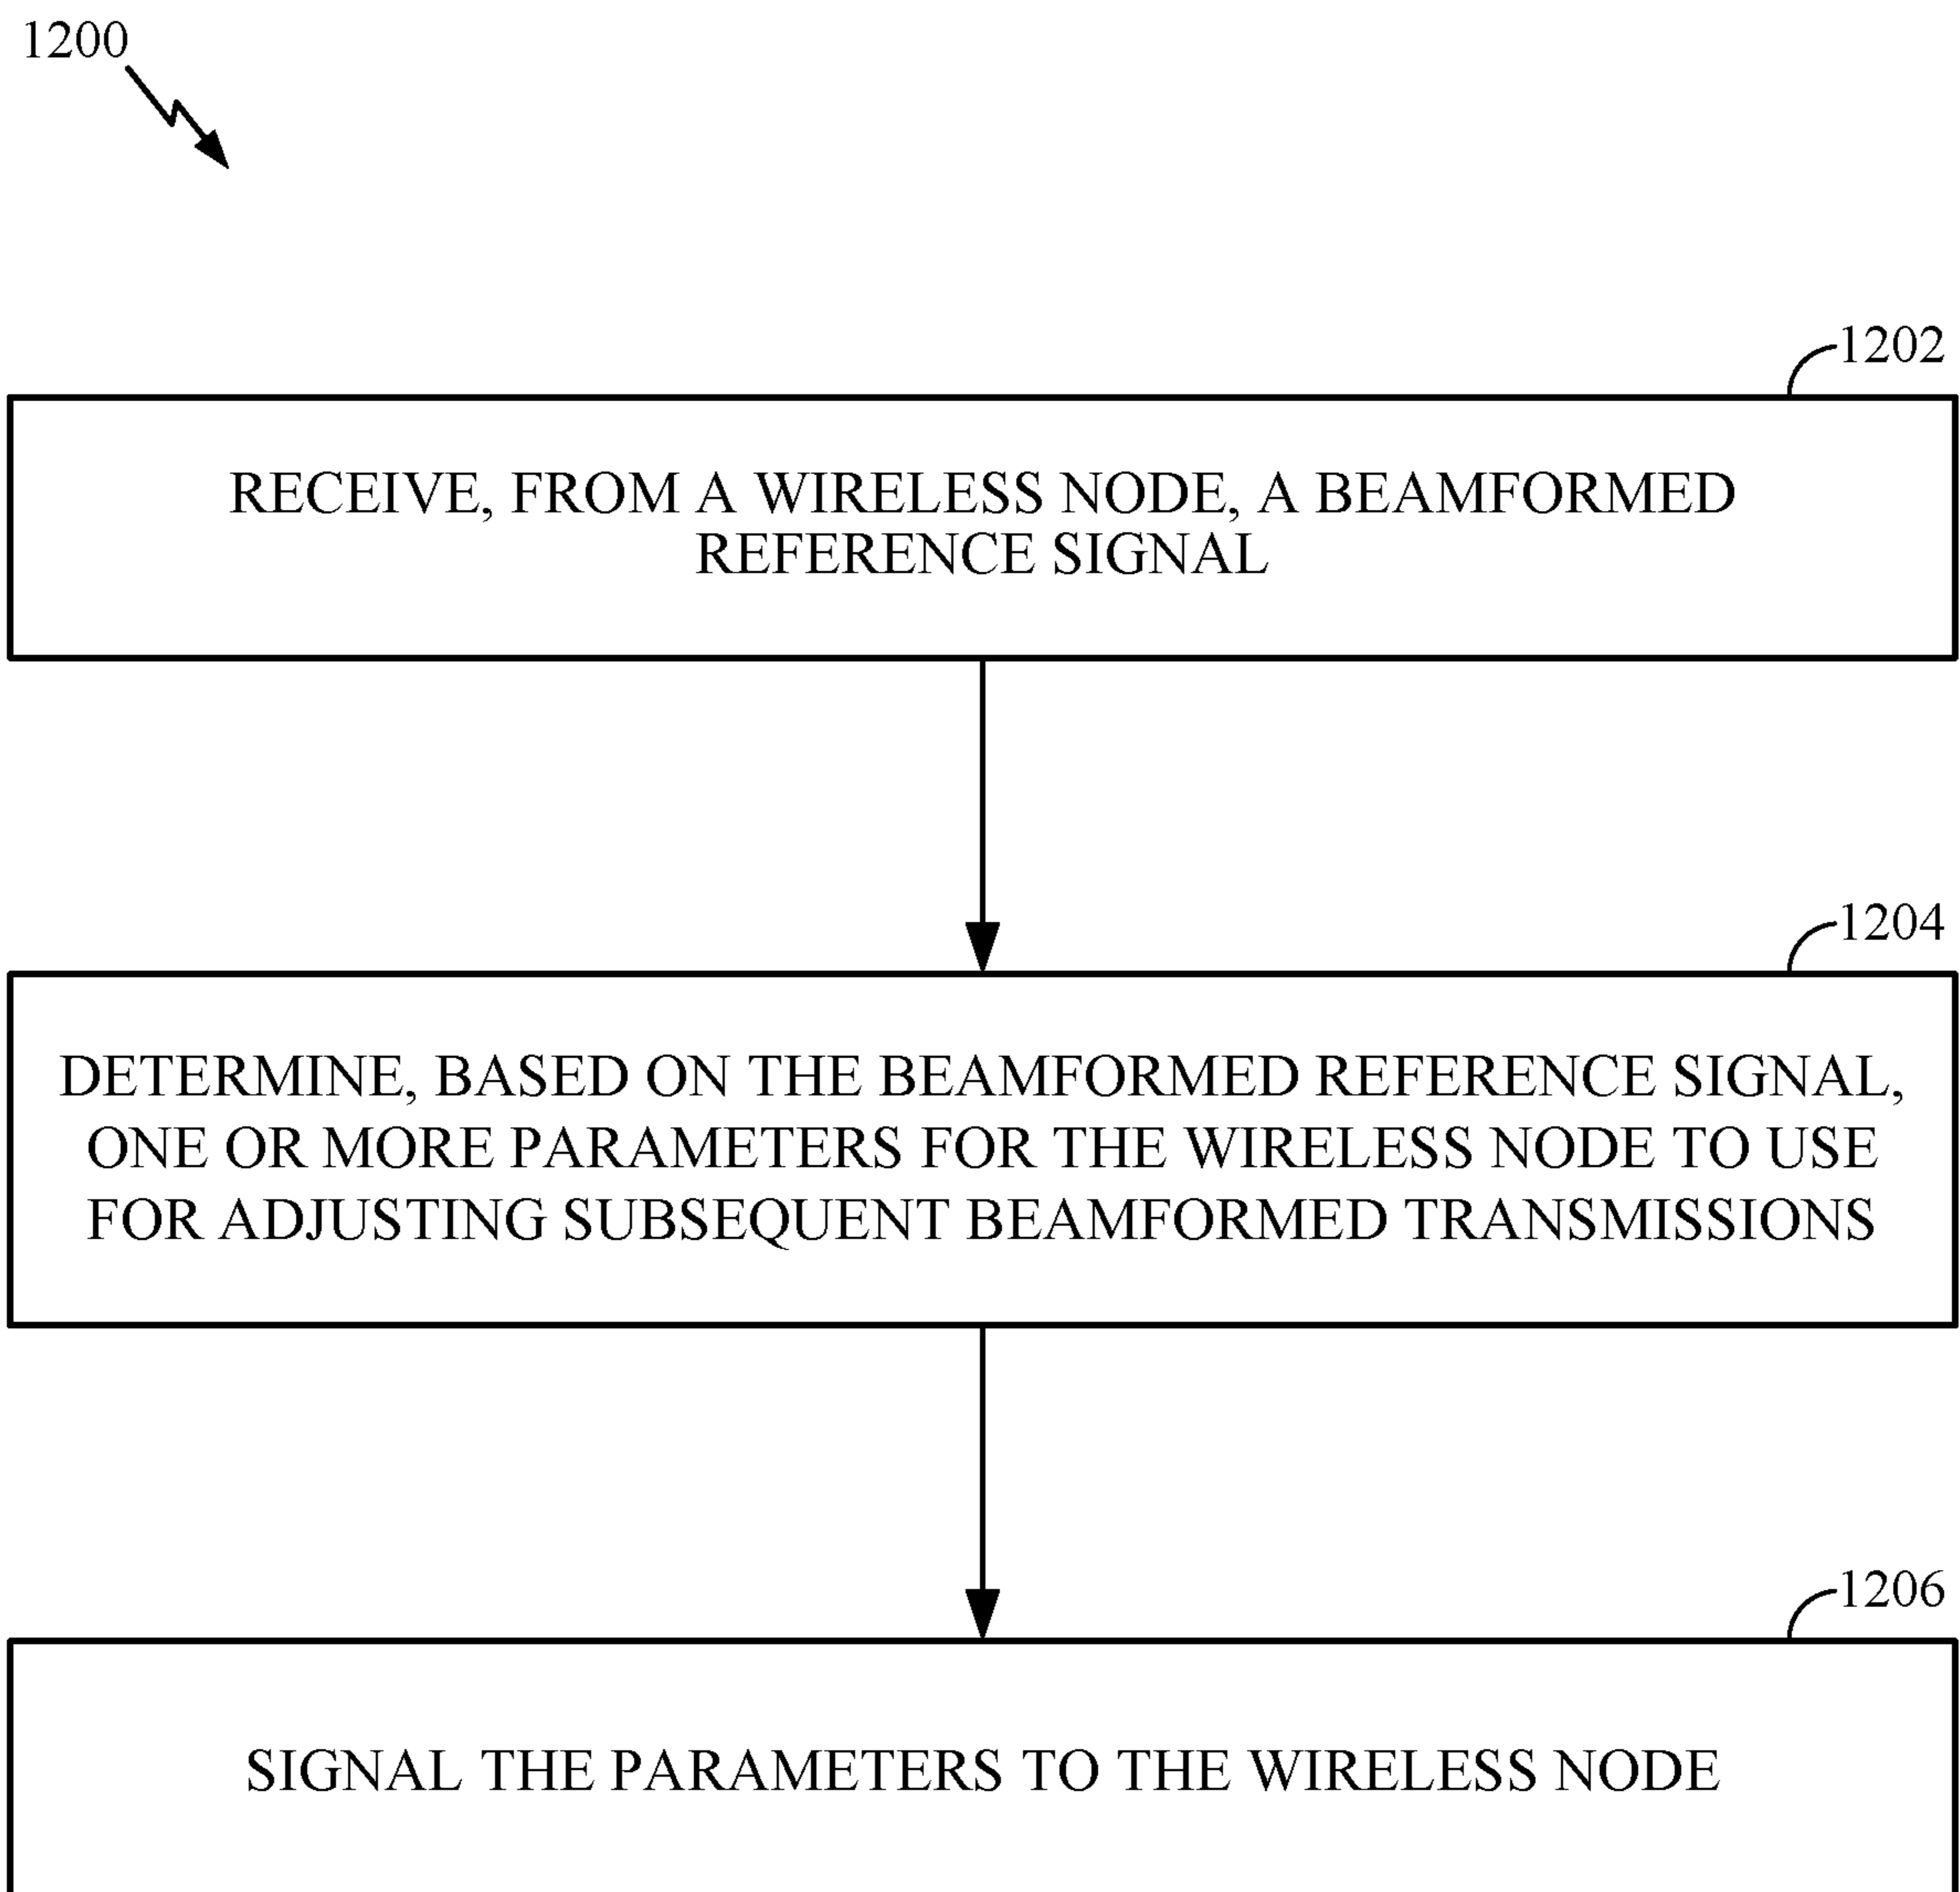 1200
1202
RECEIVE, FROM A WIRELESS NODE, A BEAMFORMED
REFERENCE SIGNAL
1204
DETERMINE, BASED ON THE BEAMFORMED REFERENCE SIGNAL,
ONE OR MORE PARAMETERS FOR THE WIRELESS NODE TO USE
FOR ADJUSTING SUBSEQUENT BEAMFORMED TRANSMISSIONS
1206
SIGNAL THE PARAMETERS TO THE WIRELESS NODE